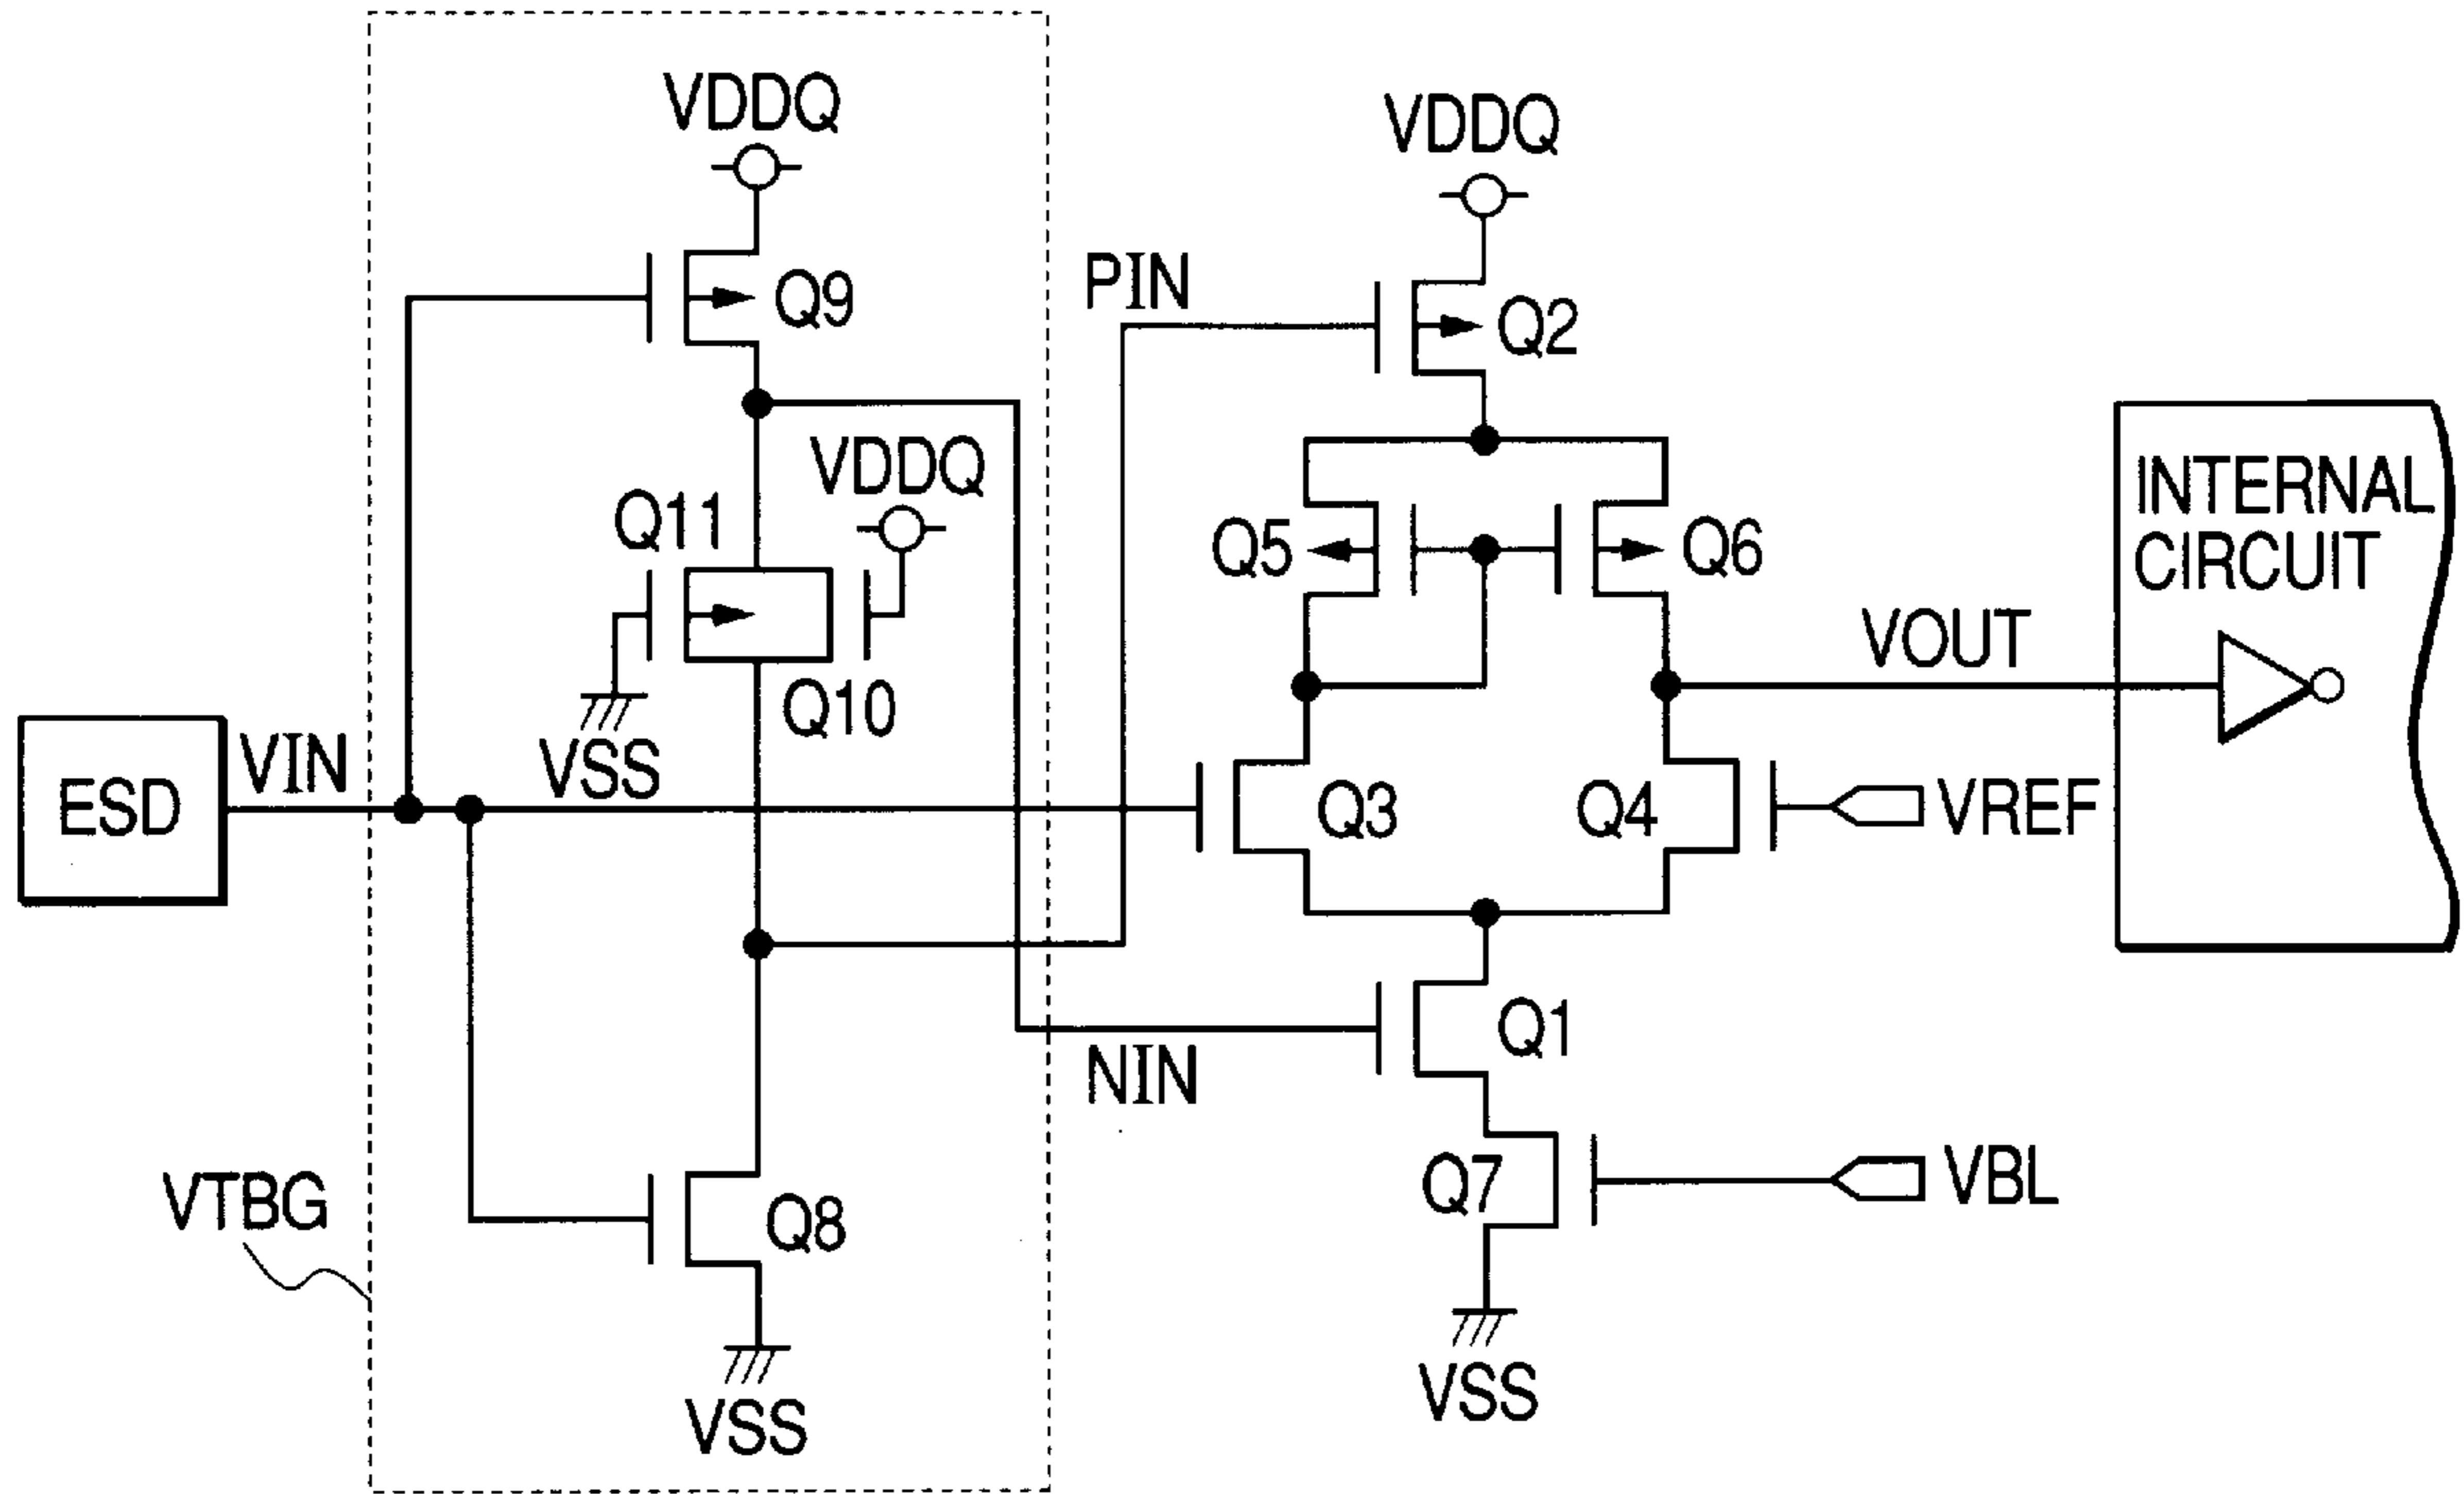 VDDQ
VDDQ
Q9
PIN
Q2
VDDQ
Q11
INTERNAL
CIRCUIT
Q5
Q6
VOUT
Q10
VIN
VSS
ESD
Q3
Q4
VREF
Q1
NIN
VTBG
Q8
Q7
VBL
VSS
VSS